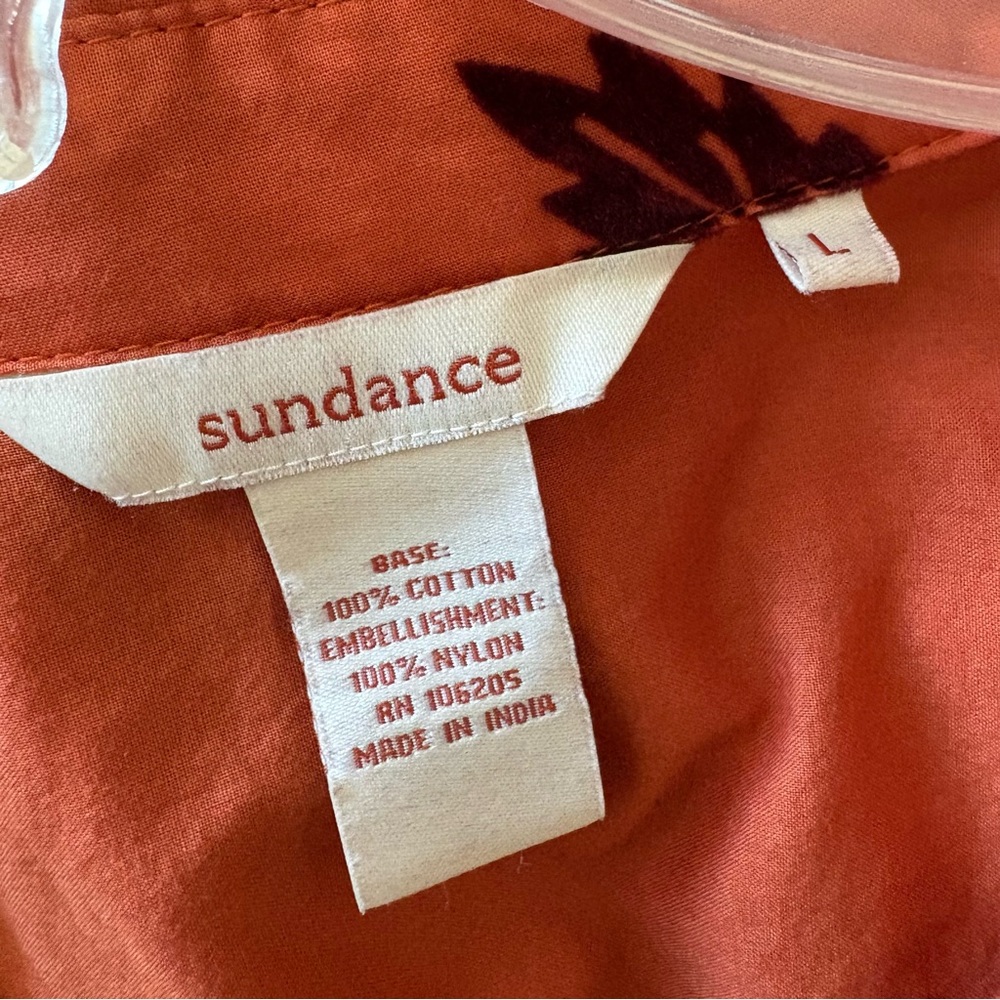 L
sundance
BASE:
100% COTTON
EMBELLISHMENT:
100% NYLON
RN 106205
MADE IN INDIA